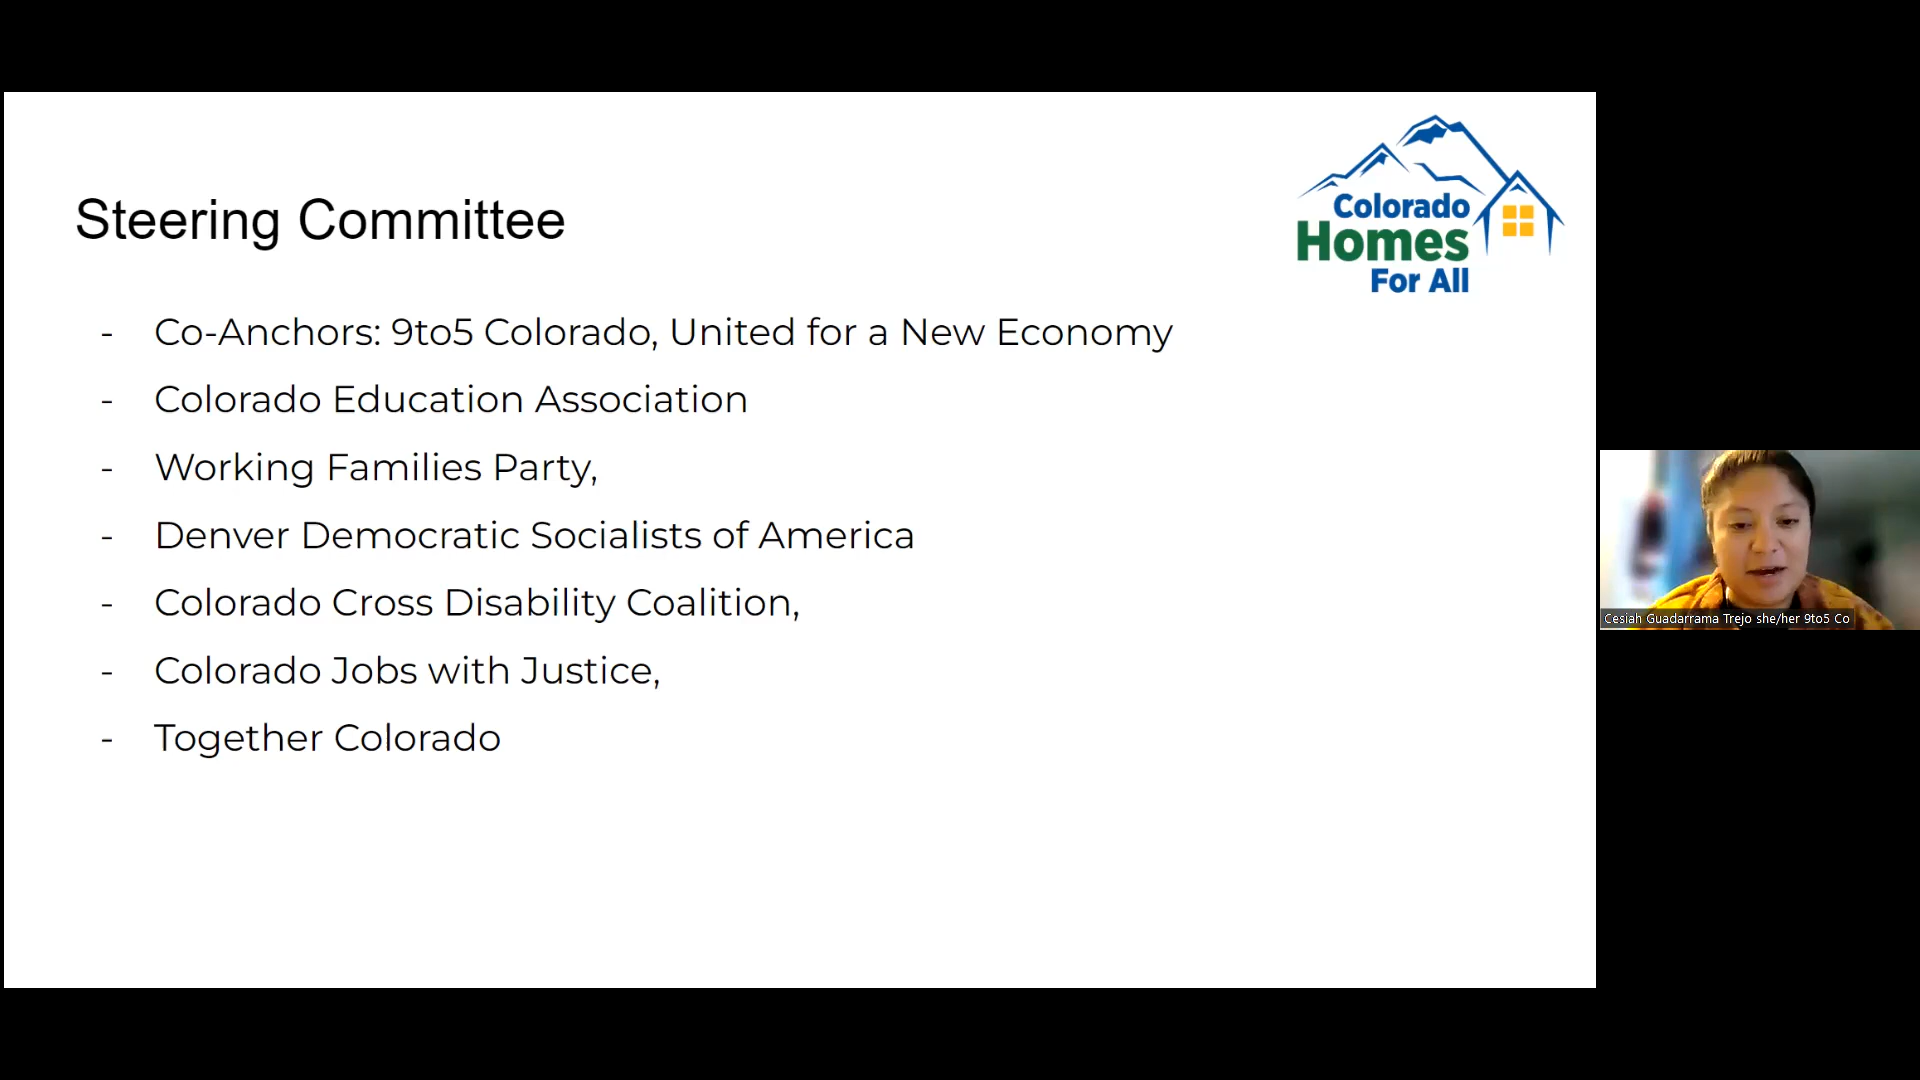 Colorado
Homes
For All
Steering Committee
- Co-Anchors: 9to5 Colorado, United for a New Economy
- Colorado Education Association
- Working Families Party,
- Denver Democratic Socialists of America
- Colorado Cross Disability Coalition,
- Colorado Jobs with Justice,
- Together Colorado
Cesiah Guadarrama Trejo she/her 9to5 Co